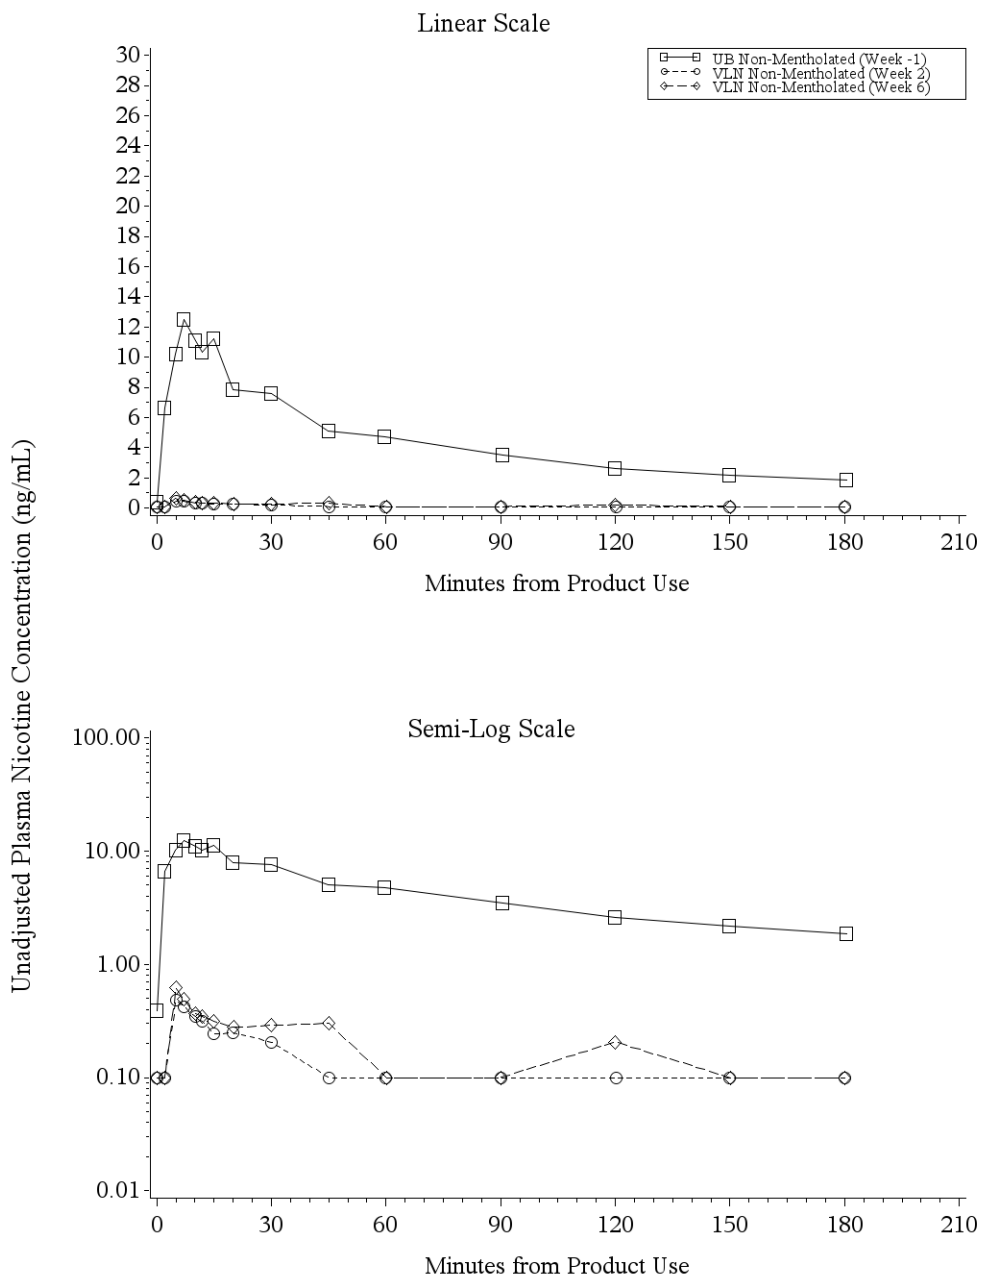 Linear Scale
30
28
26
24
22
20
18
16
14
12
10
8
6
4
2
0
UB Non-Mentholated (Week -1)
VLN Non-Mentholated (Week 2)
VLN Non-Mentholated (Week 6)
0 30 60 90 120 150 180 210
Minutes from Product Use
Unadjusted Plasma Nicotine Concentration (ng/mL)
Semi-Log Scale
100.00
10.00
1.00
0.10
0.01
0 30 60 90 120 150 180 210
Minutes from Product Use